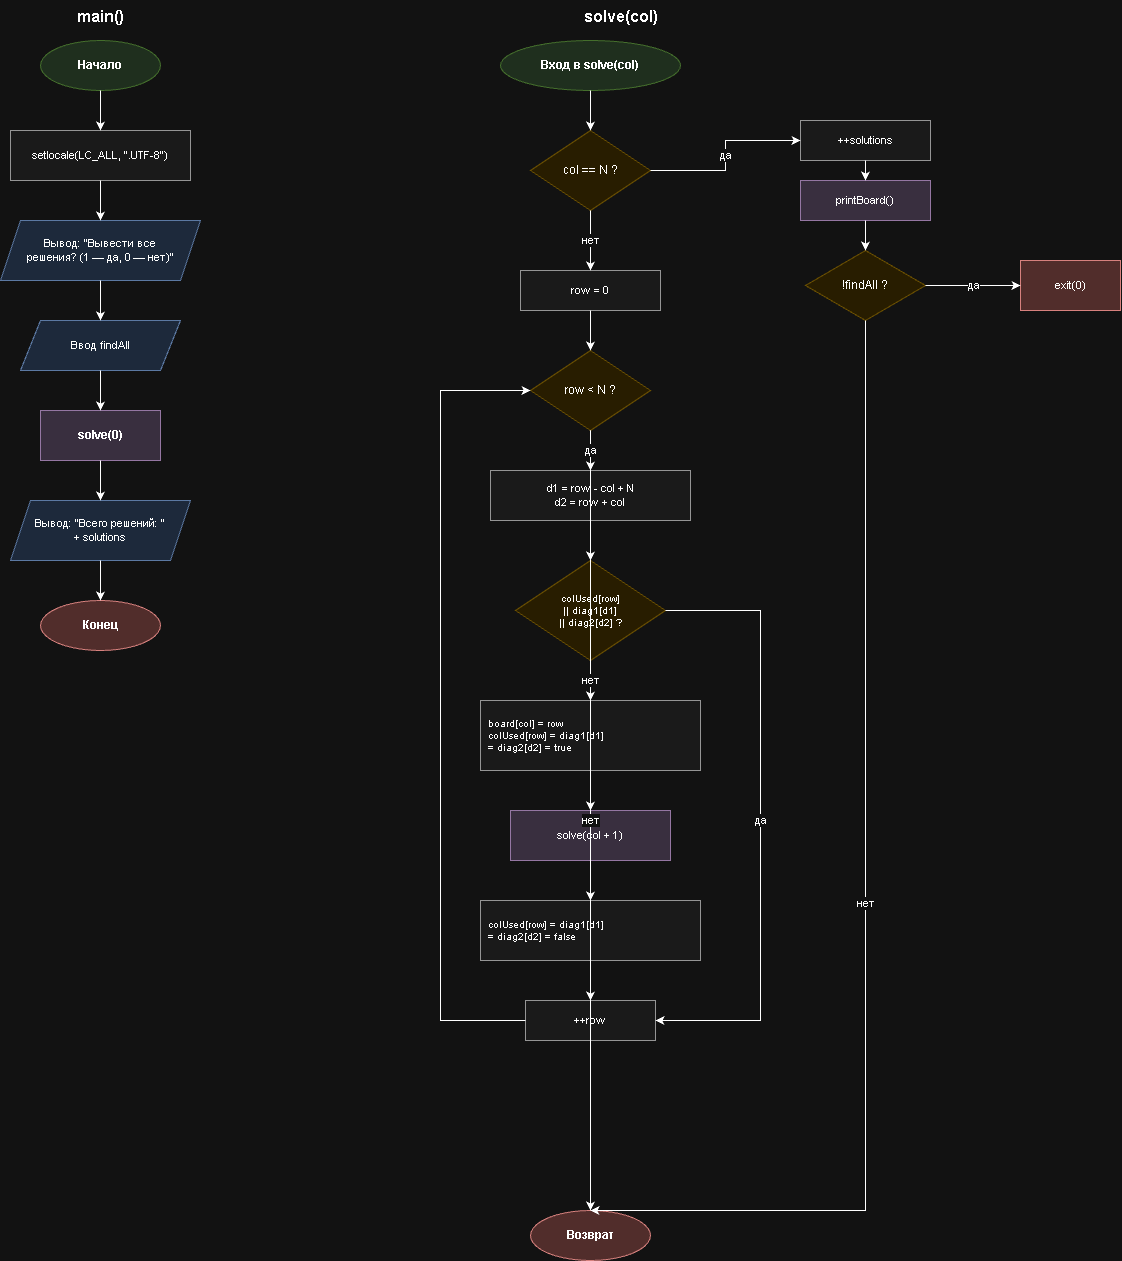 main()
Начало
setlocale(LC_ALL, ".UTF-8")
Вывод: "Вывести все
решения? (1 — да, 0 — нет)"
Ввод findAll
solve(0)
Вывод: "Всего решений: "
+ solutions
Конец
solve(col)
Вход в solve(col)
col == N ?
да
нет
row = 0
row < N ?
да
d1 = row - col + N
d2 = row + col
colUsed[row]
|| diag1[d1]
|| diag2[d2] ?
нет
board[col] = row
colUsed[row] = diag1[d1]
= diag2[d2] = true
нет
solve(col + 1)
да
colUsed[row] = diag1[d1]
= diag2[d2] = false
++row
Возврат
++solutions
printBoard()
!findAll ?
да
exit(0)
нет